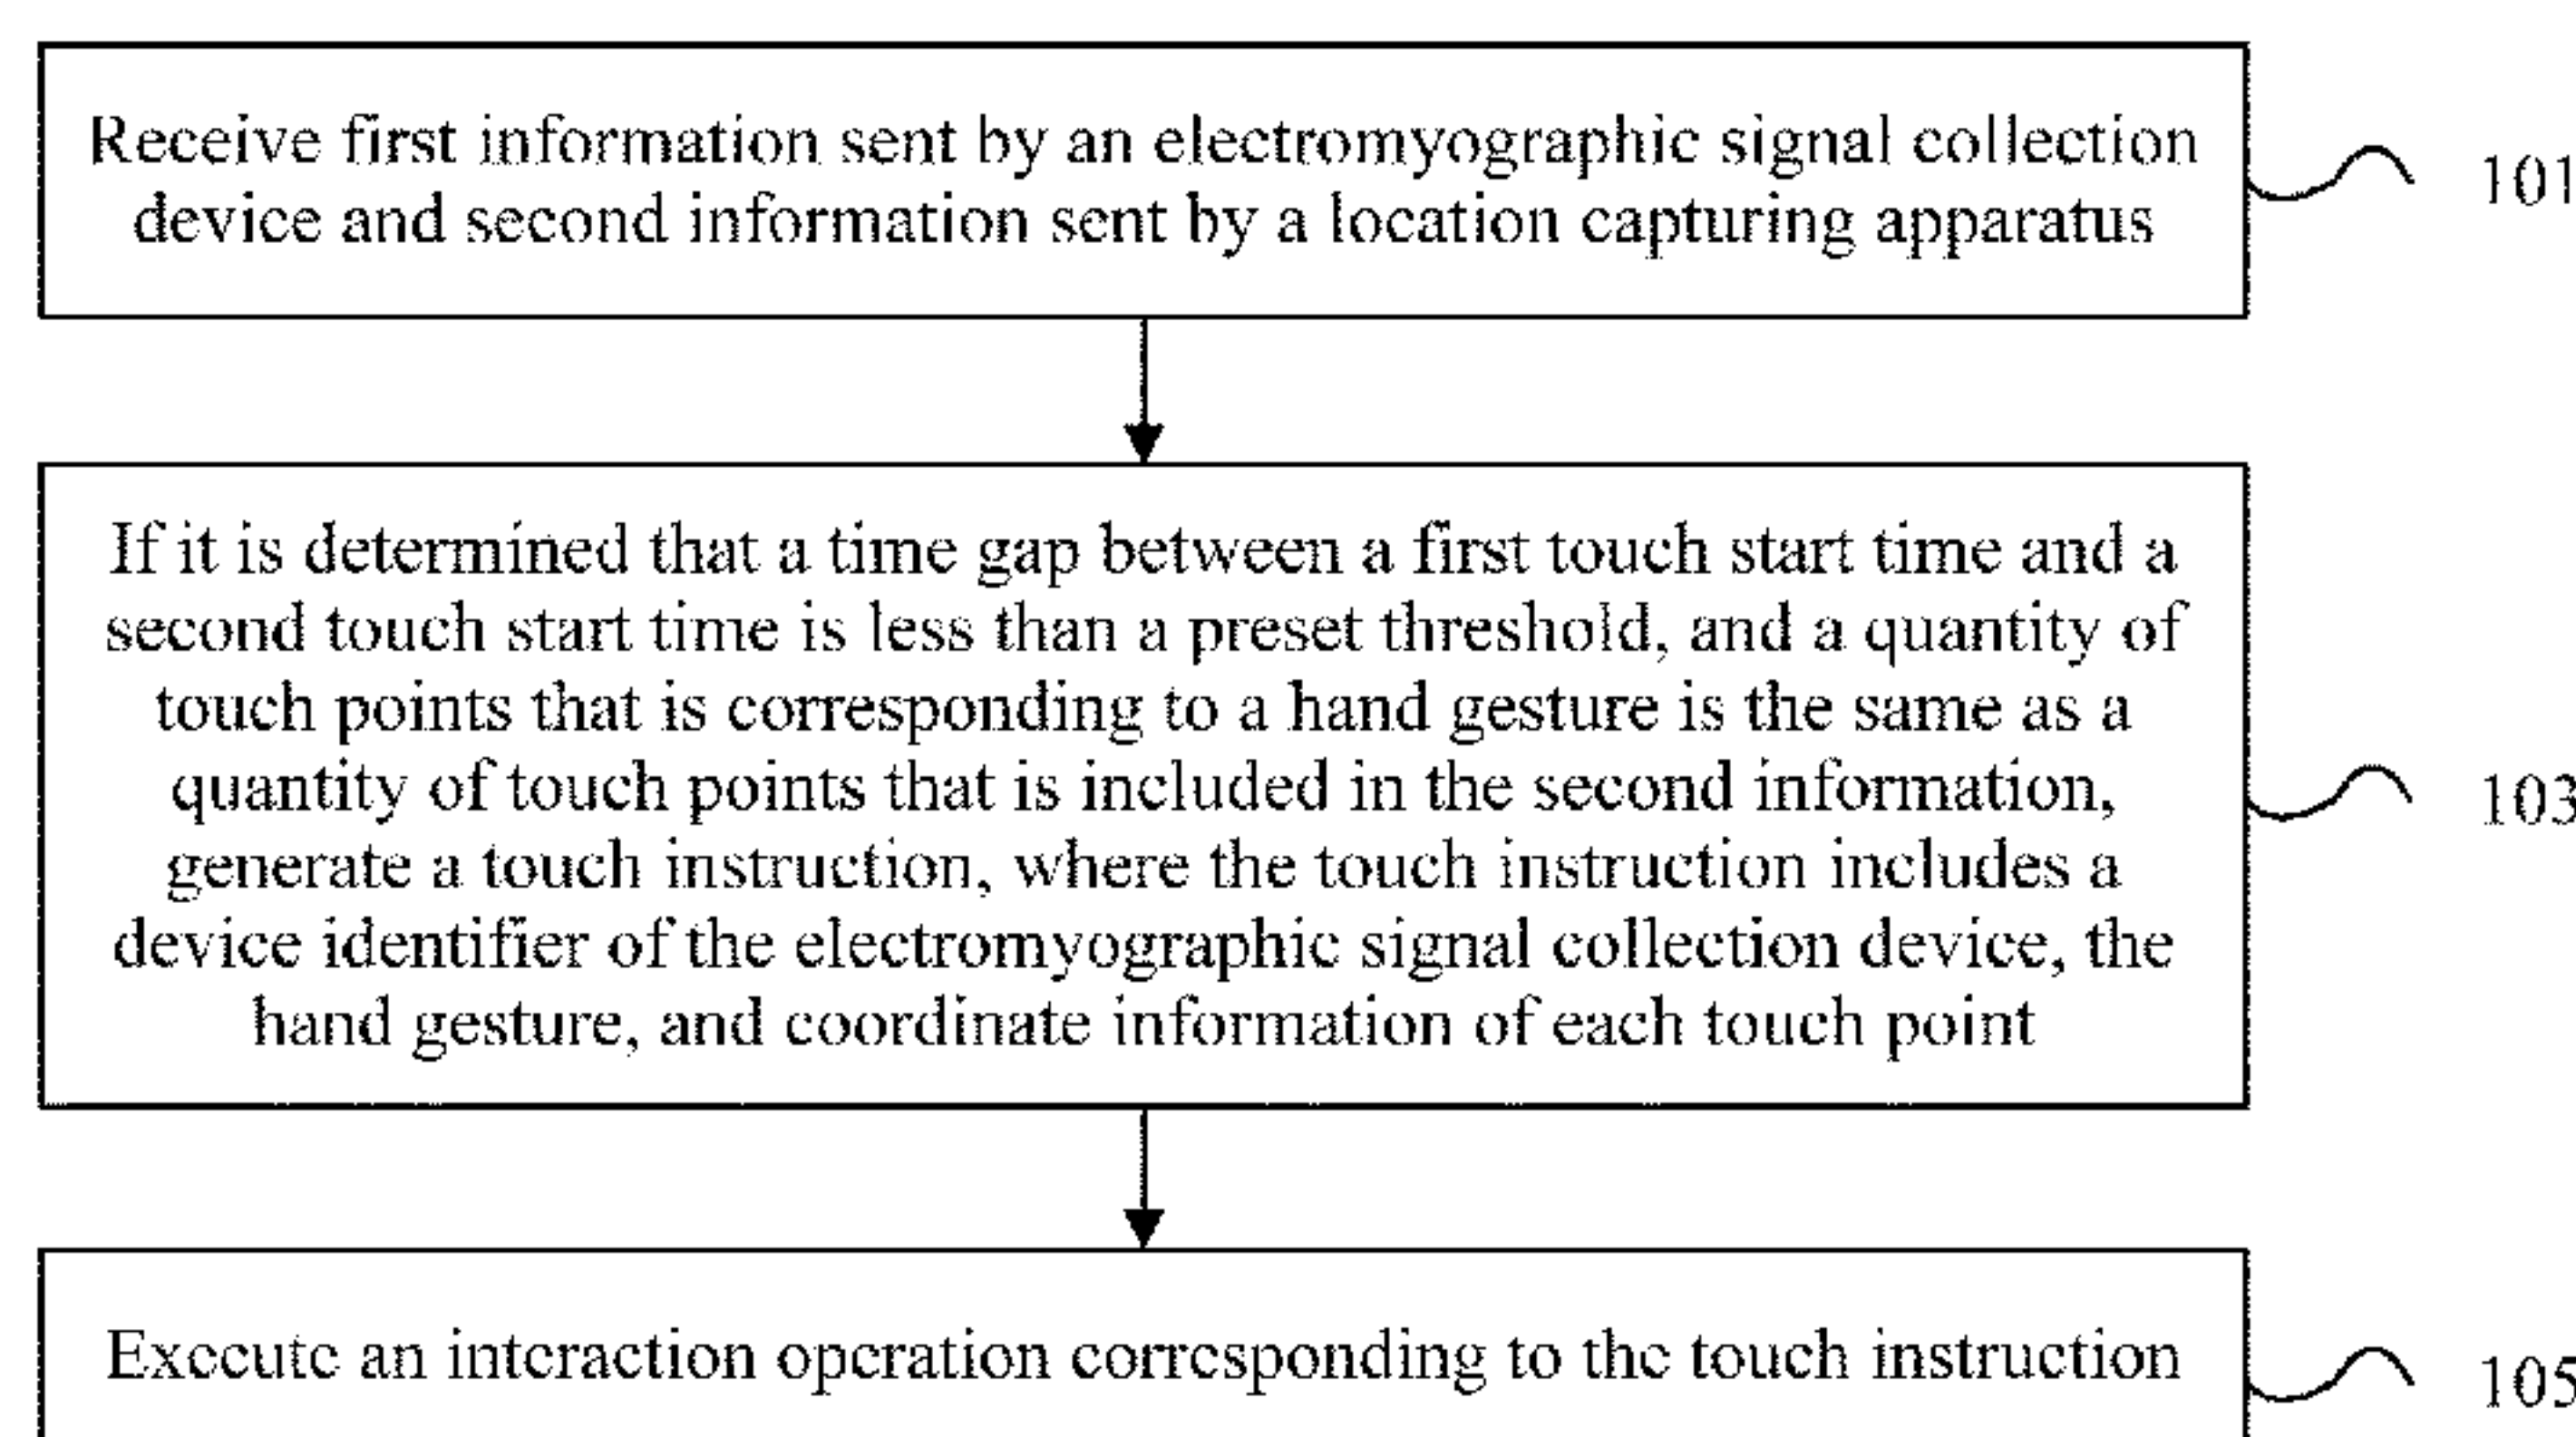 Receive first information sent by an electromyographic signal collection
device and second information sent by a location capturing apparatus
101
If it is determined that a time gap between a first touch start time and a
second touch start time is less than a preset threshold, and a quantity of
touch points that is corresponding to a hand gesture is the same as a
quantity of touch points that is included in the second information,
generate a touch instruction, where the touch instruction includes a
device identifier of the electromyographic signal collection device, the
hand gesture, and coordinate information of each touch point
103
Execute an interaction operation corresponding to the touch instruction
105